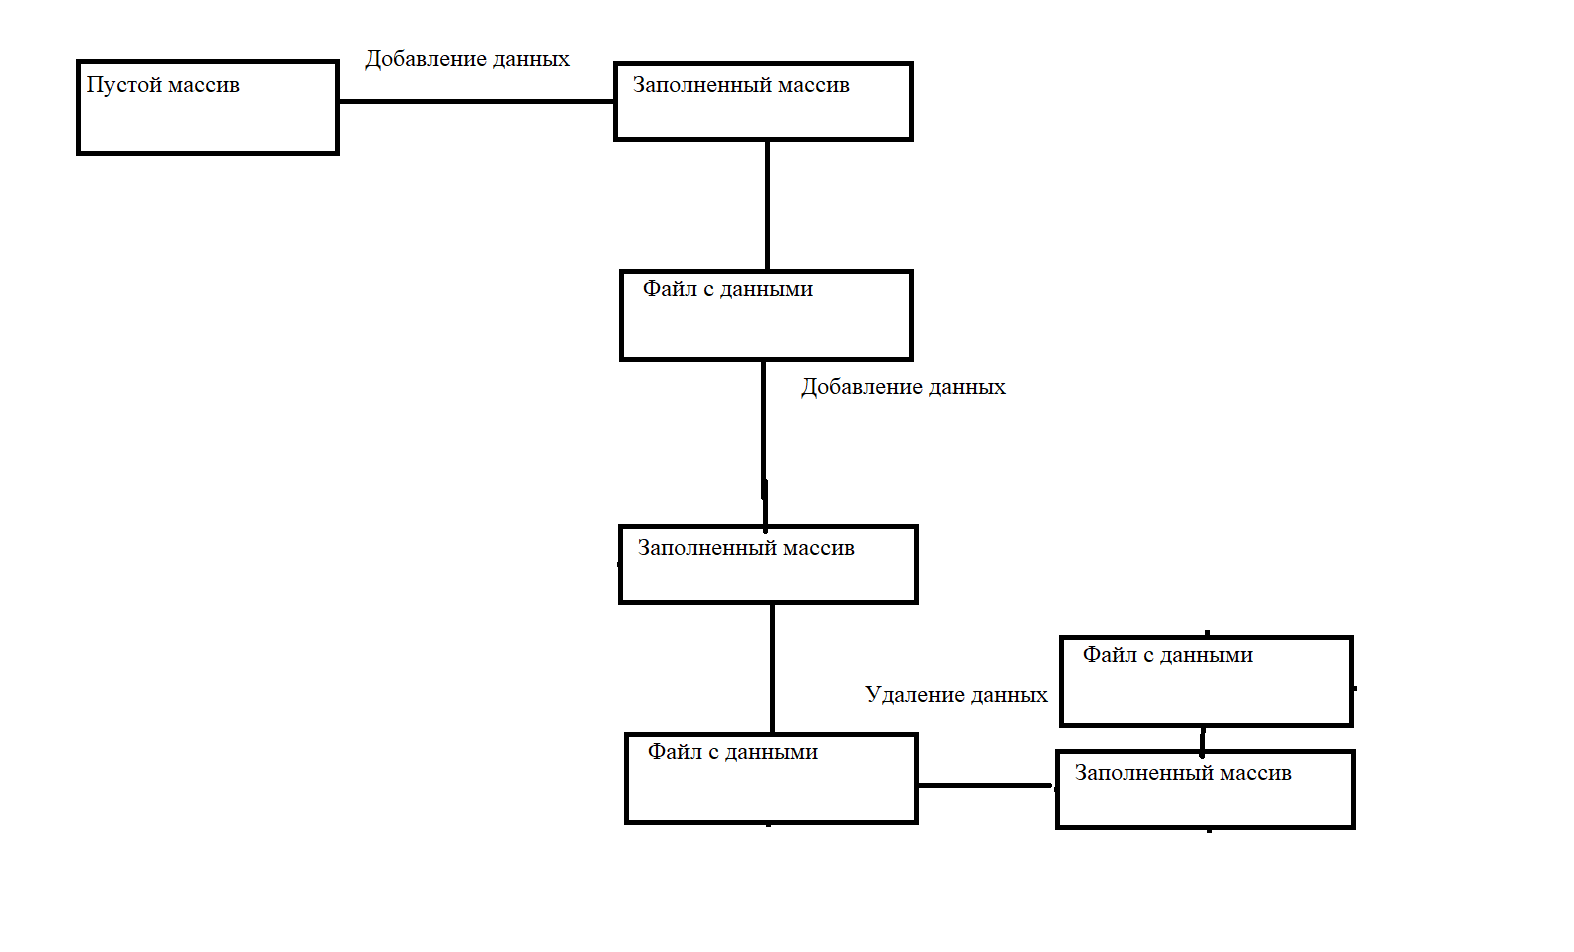 Пустой массив
Добавление данных
Заполненный массив
Файл с данными
Добавление данных
Заполненный массив
Файл с данными
Удаление данных
Файл с данными
Заполненный массив